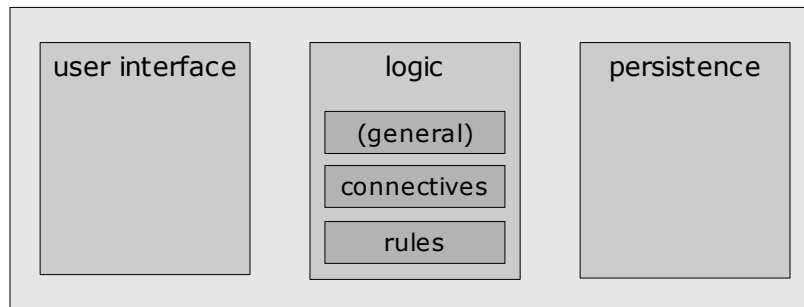 user interface
logic
(general)
connectives
rules
persistence